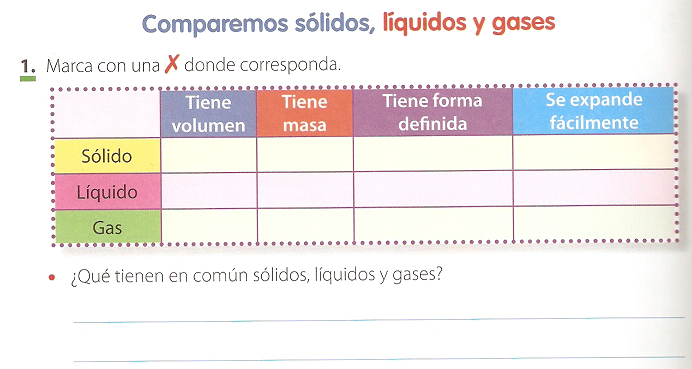 Comparemos sólidos, líquidos y gases
1. Marca con una ✗ donde corresponda.
Tiene volumen Tiene masa Tiene forma definida Se expande fácilmente
Sólido
Líquido
Gas
• ¿Qué tienen en común sólidos, líquidos y gases?